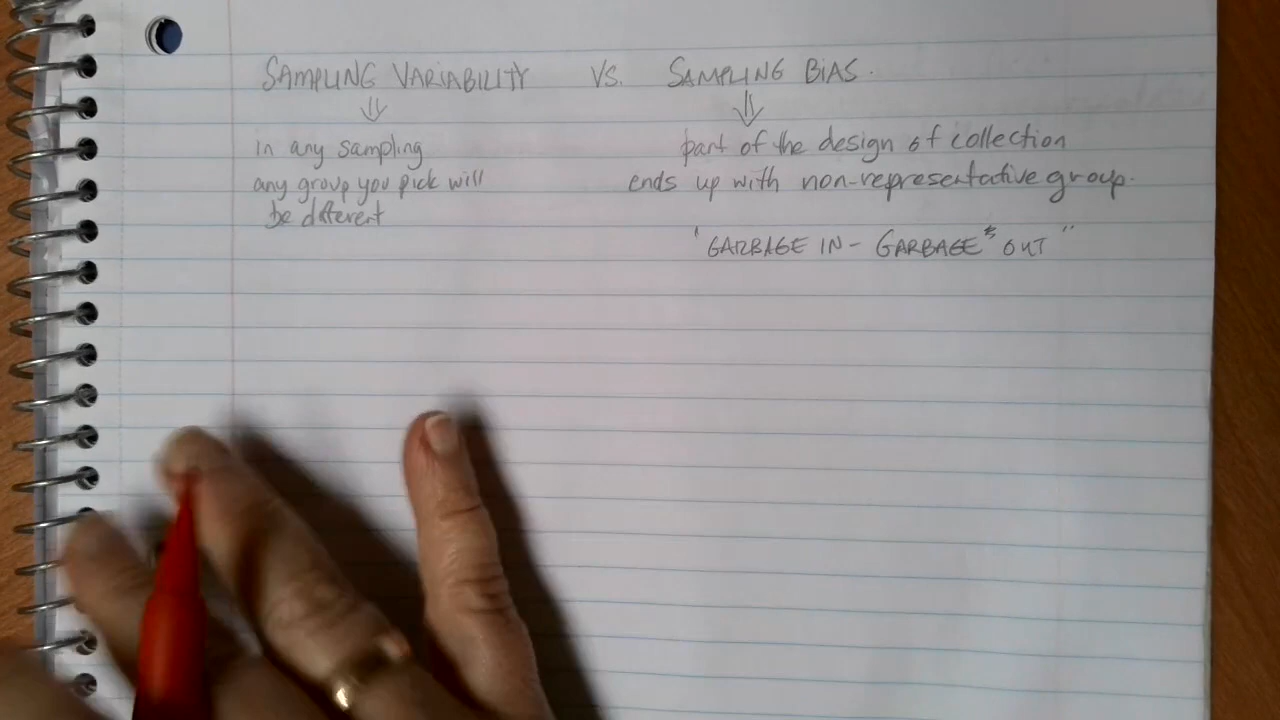 SAMPLING VARIABILITY VS. SAMPLING BIAS.
in any sampling
any group you pick will
be different
part of the design of collection
ends up with non-representative group.
"GARBAGE IN - GARBAGE OUT"